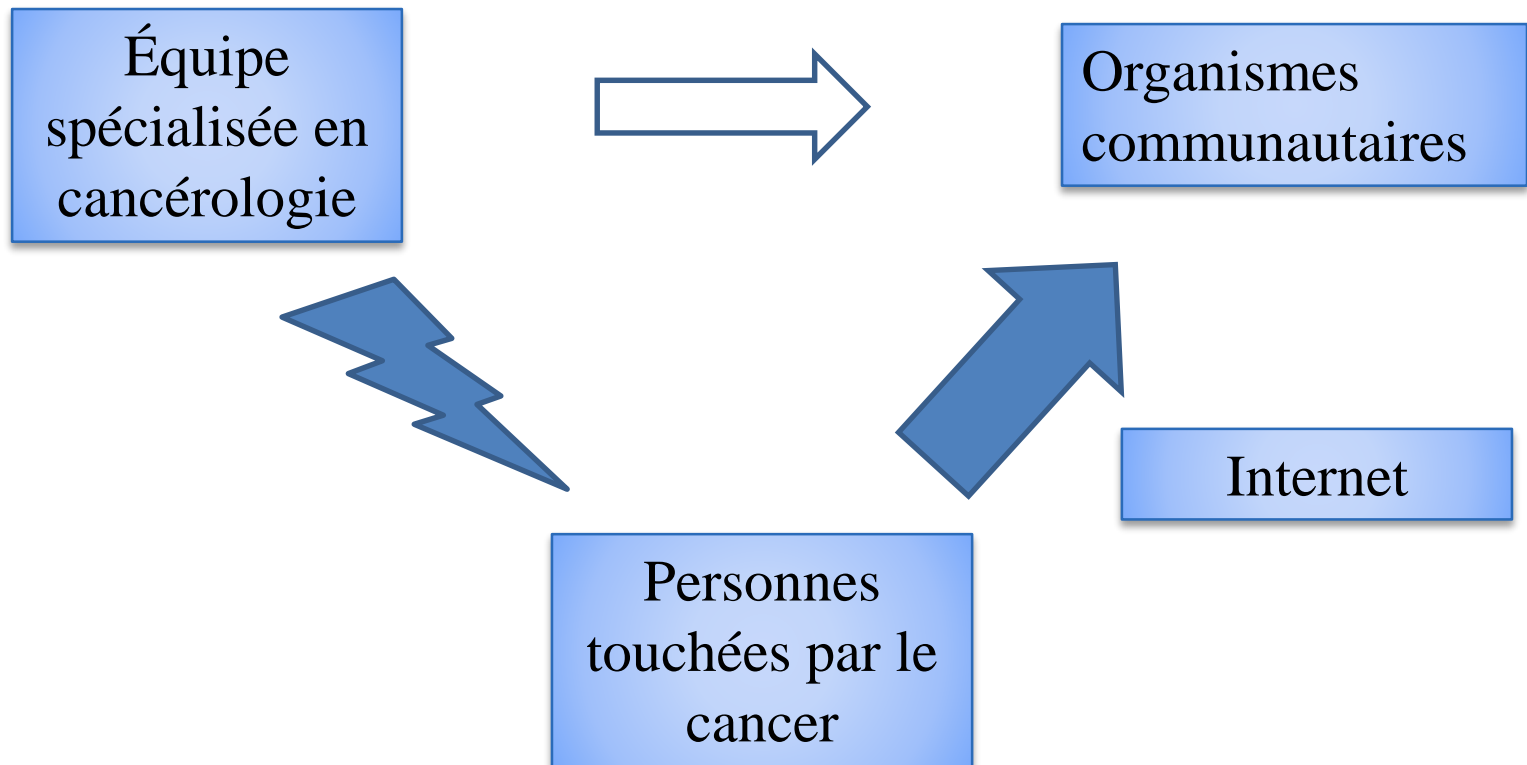 Équipe
spécialisée en
cancérologie
Organismes
communautaires
Internet
Personnes
touchées par le
cancer